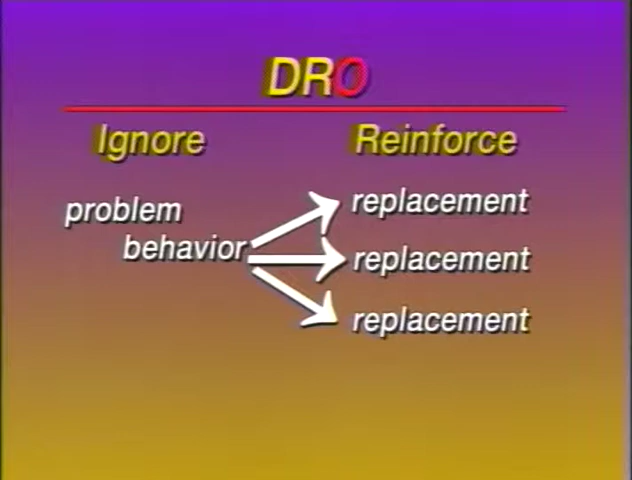 DRO
Ignore Reinforce
problem
behavior
replacement
replacement
replacement